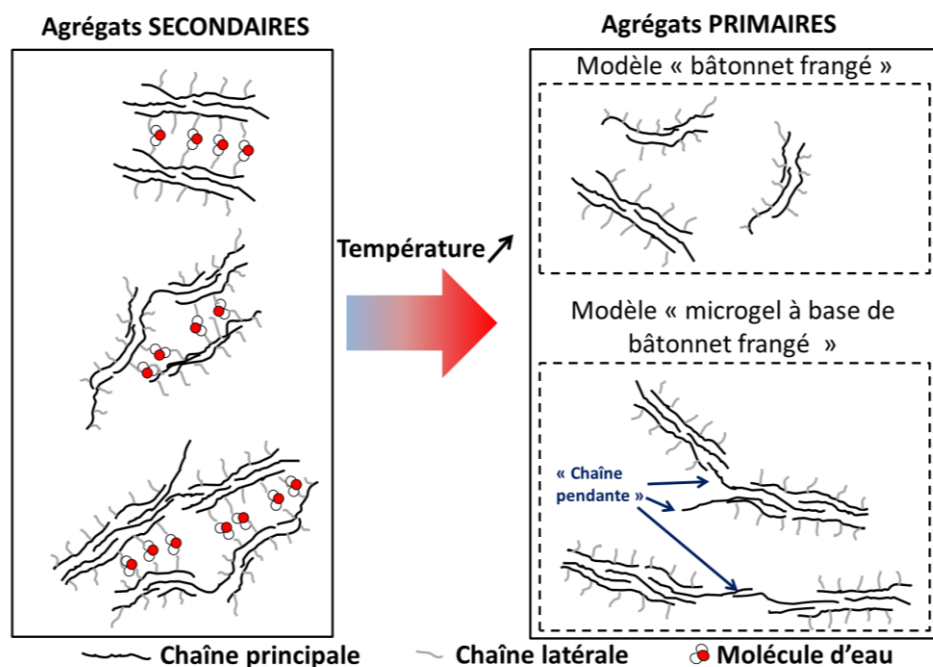 Agrégats SECONDAIRES
Agrégats PRIMAIRES
Modèle « bâtonnet frangé »
Température
Modèle « microgel à base de
bâtonnet frangé  »
« Chaîne
pendante »
Chaîne principale
Chaîne latérale
Molécule d'eau